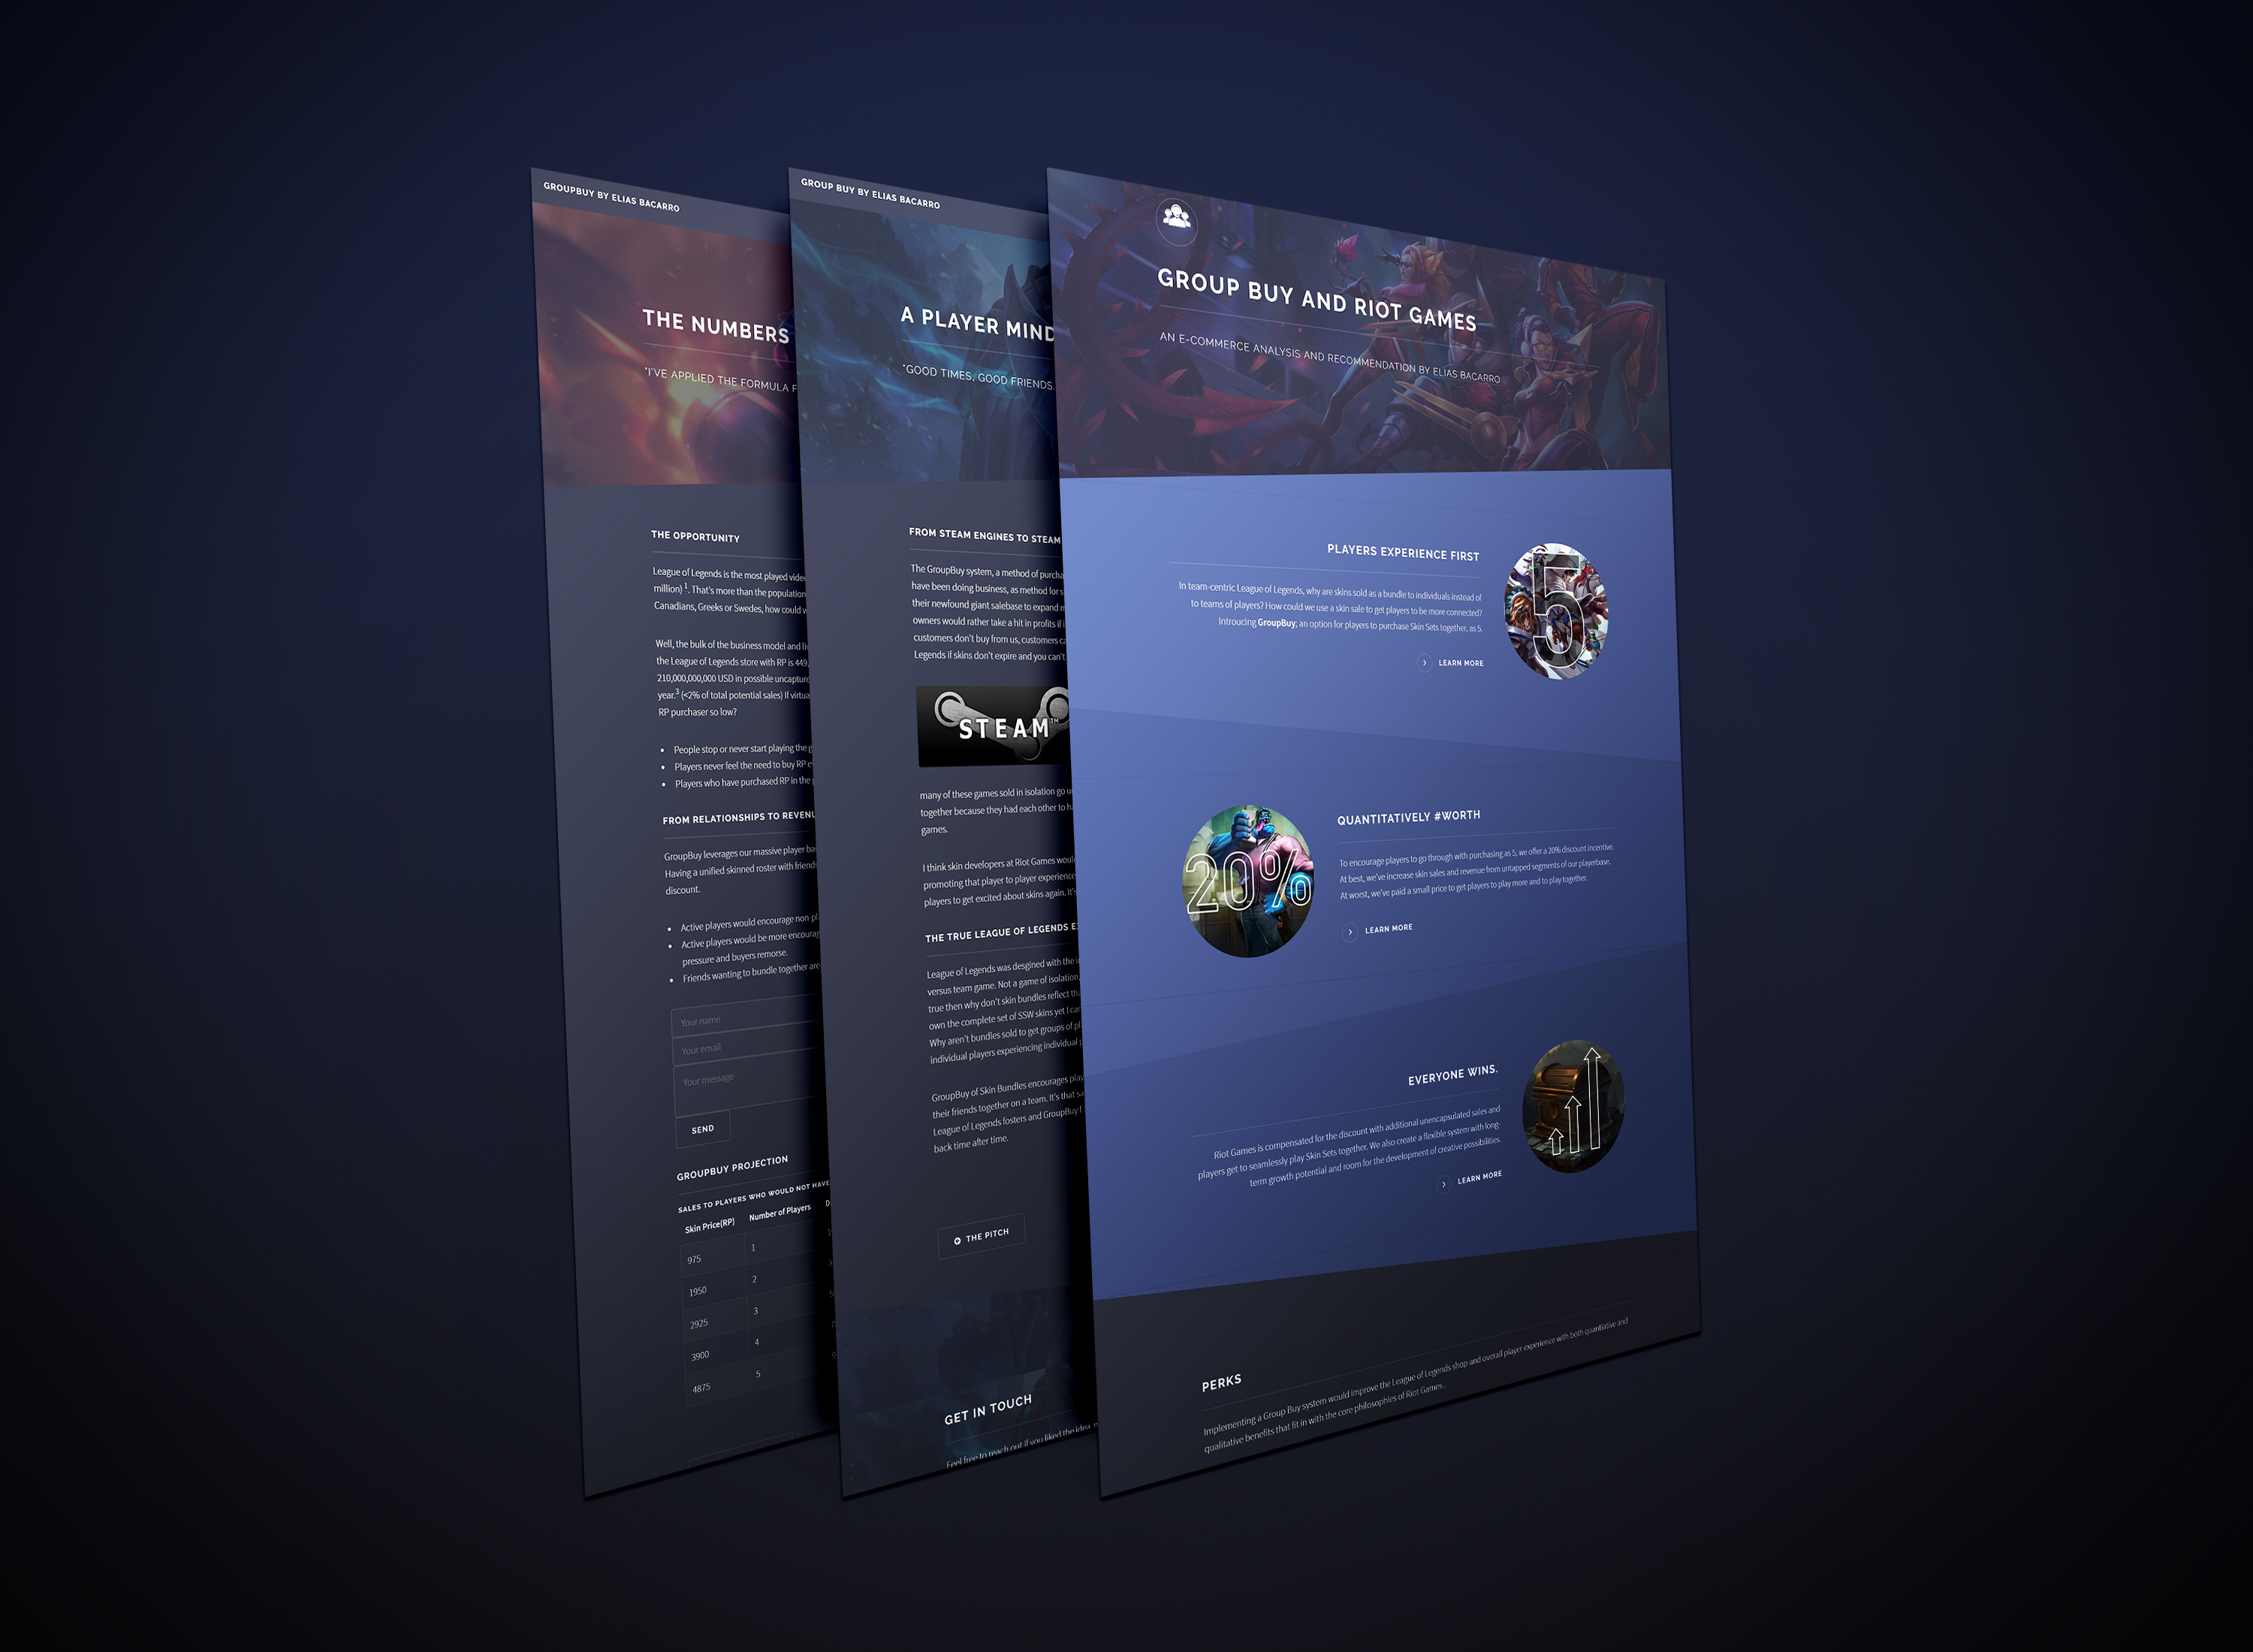 GROUPBUY BY ELIAS BACARRO
THE NUMBERS
"I'VE APPLIED THE FORMULA
THE OPPORTUNITY
League of Legends is the most played
million) 1. That's more than the population
Canadians, Greeks or Swedes, how could
Well, the bulk of the business model and
the League of Legends store with RP is 449,
210,000,000,000 USD in possible
year.3 (<2% of total potential sales) If
RP purchaser so low?
• People stop or never start playing the
• Players never feel the need to buy RP
• Players who have purchased RP in the
FROM RELATIONSHIPS TO
GroupBuy leverages our massive player
Having a unified skinned roster with
discount.
• Active players would encourage
• Active players would be more
pressure and buyers remorse.
• Friends wanting to bundle together are
Your name
Your email
Your message
SEND
GROUPBUY PROJECTION
SALES TO PLAYERS WHO WOULD NOT HAVE
Skin Price(RP) Number of Players
975 1
1950 2
2925 3
3900 4
4875 5
GROUP BUY BY ELIAS BACARRO
A PLAYER
"GOOD TIMES, GOOD FRIENDS.
FROM STEAM ENGINES TO STEAM
The GroupBuy system, a method of
have been doing business, as method for
their newfound giant salebase to expand
owners would rather take a hit in profits if
customers don't buy from us, customers
Legends if skins don't expire and you can't
STEAM™
many of these games sold in isolation go
together because they had each other to
games.
I think skin developers at Riot Games
promoting that player to player experience
players to get excited about skins again. It's
THE TRUE LEAGUE OF LEGENDS
League of Legends was desgined with the
versus team game. Not a game of isolation.
true then why don't skin bundles reflect
own the complete set of SSW skins yet I
Why aren't bundles sold to get groups of
individual players experiencing individual
GroupBuy of Skin Bundles encourages
their friends together on a team. It's that
League of Legends fosters and GroupBuy
back time after time.
THE PITCH
GET IN TOUCH
Feel free to reach out if you liked the idea,
GROUP BUY AND RIOT GAMES
AN E-COMMERCE ANALYSIS AND RECOMMENDATION BY ELIAS BACARRO
PLAYERS EXPERIENCE FIRST
In team-centric League of Legends, why are skins sold as a bundle to individuals instead of
to teams of players? How could we use a skin sale to get players to be more connected?
Introucing GroupBuy; an option for players to purchase Skin Sets together, as 5.
LEARN MORE
5
QUANTITATIVELY #WORTH
To encourage players to go through with purchasing as 5, we offer a 20% discount incentive.
At best, we've increase skin sales and revenue from untapped segments of our playerbase.
At worst, we've paid a small price to get players to play more and to play together.
LEARN MORE
20%
EVERYONE WINS.
Riot Games is compensated for the discount with additional unencapsulated sales and
players get to seamlessly play Skin Sets together. We also create a flexible system with long-
term growth potential and room for the development of creative possibilities.
LEARN MORE
PERKS
Implementing a Group Buy system would improve the League of Legends shop and overall player experience with both quantiative and
qualitative benefits that fit in with the core philosophies of Riot Games .